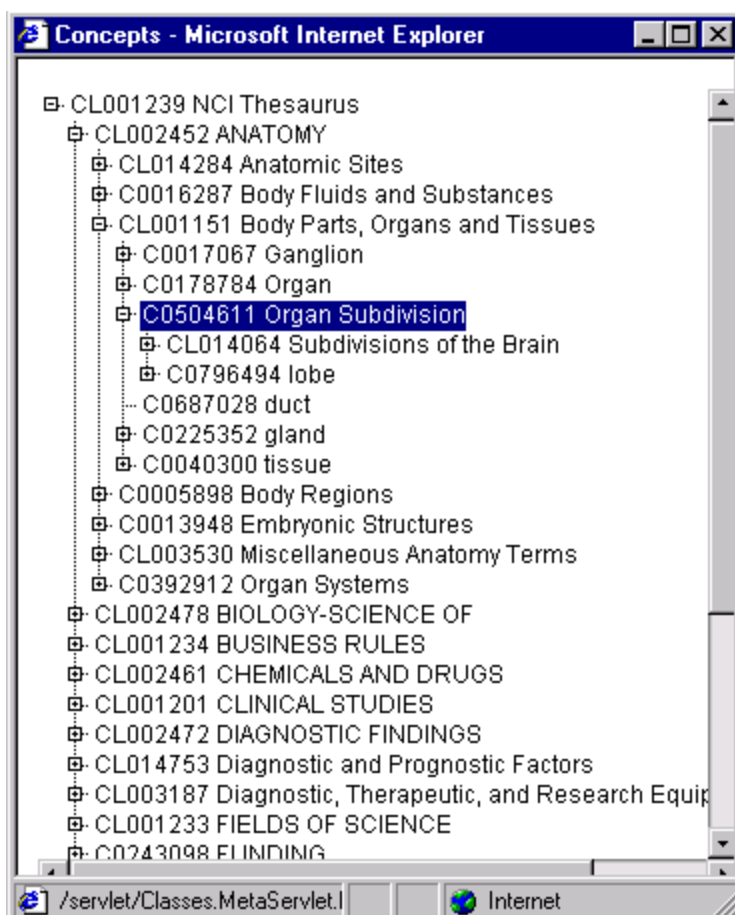 Concepts - Microsoft Internet Explorer
CL001239 NCI Thesaurus
CL002452 ANATOMY
CL014284 Anatomic Sites
C0016287 Body Fluids and Substances
CL001151 Body Parts, Organs and Tissues
C0017067 Ganglion
C0178784 Organ
C0504611 Organ Subdivision
CL014064 Subdivisions of the Brain
C0796494 lobe
C0687028 duct
C0225352 gland
C0040300 tissue
C0005898 Body Regions
C0013948 Embryonic Structures
CL003530 Miscellaneous Anatomy Terms
C0392912 Organ Systems
CL002478 BIOLOGY-SCIENCE OF
CL001234 BUSINESS RULES
CL002461 CHEMICALS AND DRUGS
CL001201 CLINICAL STUDIES
CL002472 DIAGNOSTIC FINDINGS
CL014753 Diagnostic and Prognostic Factors
CL003187 Diagnostic, Therapeutic, and Research Equip
CL001233 FIELDS OF SCIENCE
C0243098 FUNDING
/servlet/Classes.MetaServlet.l Internet